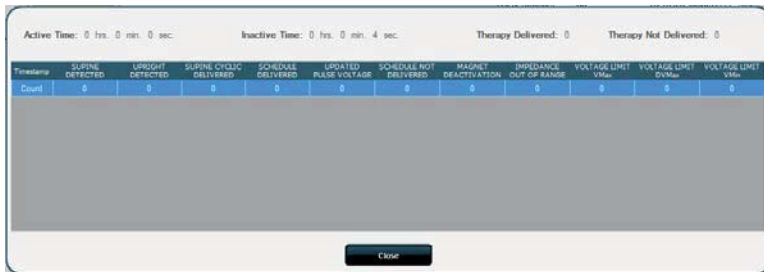 Active Time: 0 hrs. 0 min. 0 sec. Inactive Time: 0 hrs. 0 min. 4 sec. Therapy Delivered: 0 Therapy Not Delivered: 0
Timestamp SUPINE DETECTED UPRIGHT DETECTED SUPINE CYCLIC DELIVERED SCHEDULE DELIVERED UPDATED PULSE VOLTAGE SCHEDULE NOT DELIVERED MAGNET DEACTIVATION IMPEDANCE OUT OF RANGE VOLTAGE LIMIT VMax VOLTAGE LIMIT DVMax VOLTAGE LIMIT VMin
Count 0 0 0 0 0 0 0 0 0 0 0
Close